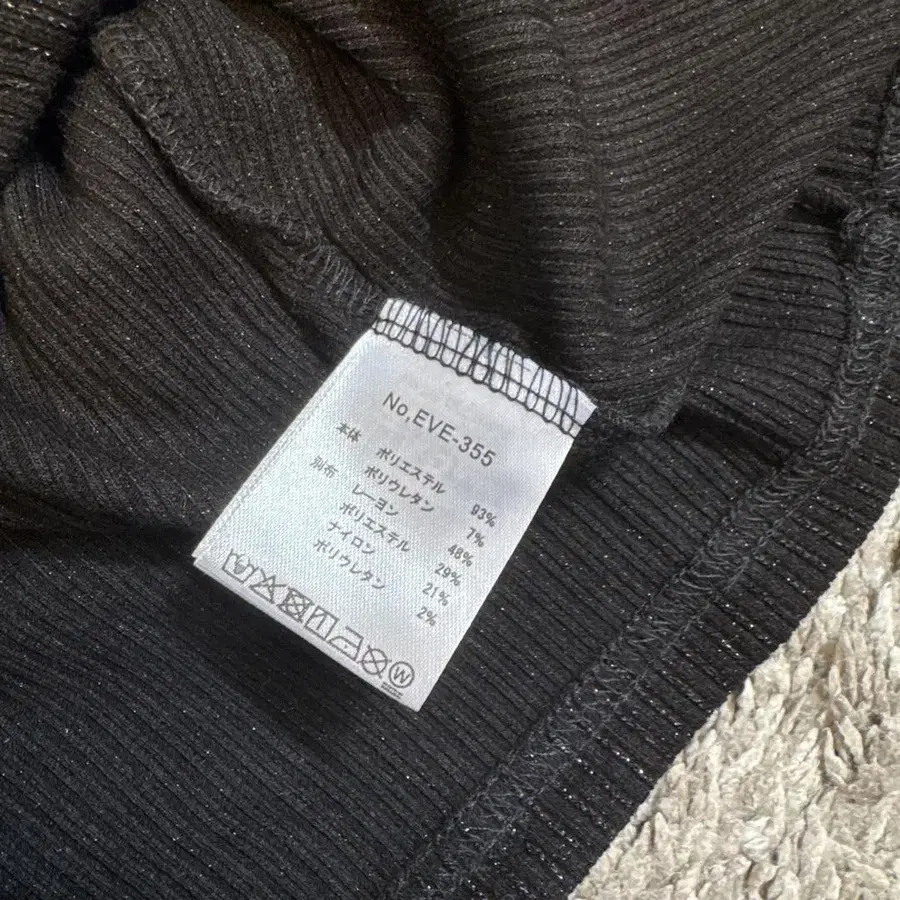 No,EVE-355
本体 ポリエステル 93%
ポリウレタン 7%
別布 レーヨン 48%
ポリエステル 29%
ナイロン 21%
ポリウレタン 2%
W